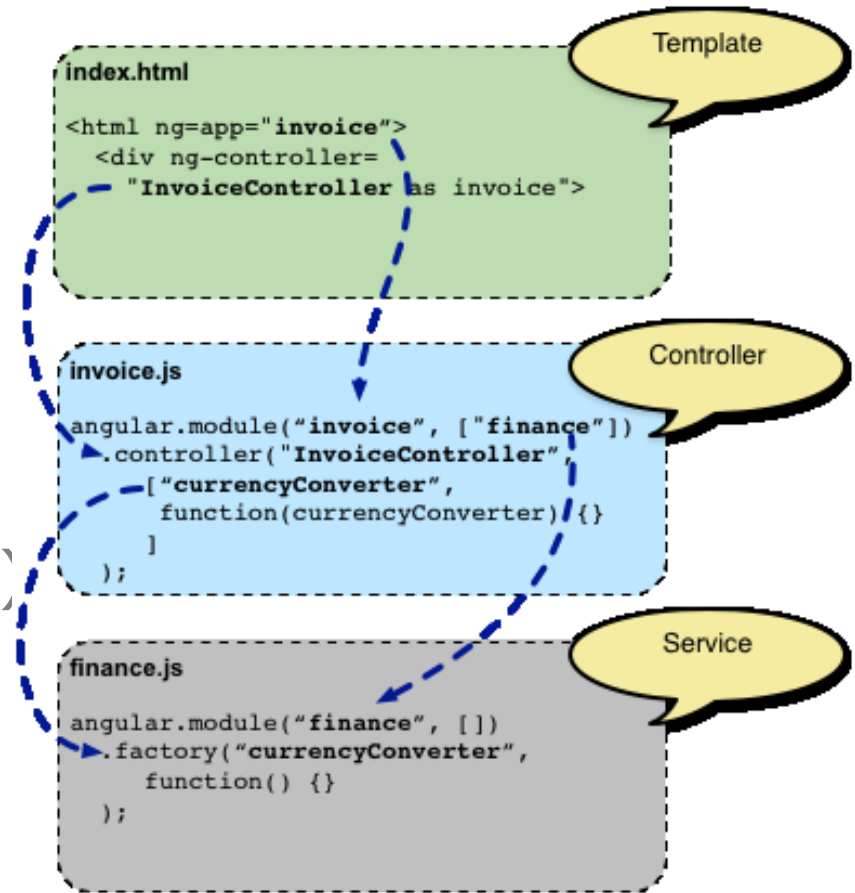 Template
index.html
<html ng=app="invoice”>
<div ng-controller=
"InvoiceController as invoice">
Controller
invoice.js
angular.module(“invoice”, ["finance”])
.controller("InvoiceController”,
[“currencyConverter”,
function(currencyConverter) {}
]
);
Service
finance.js
angular.module(“finance”, [])
.factory(“currencyConverter”,
function() {}
);